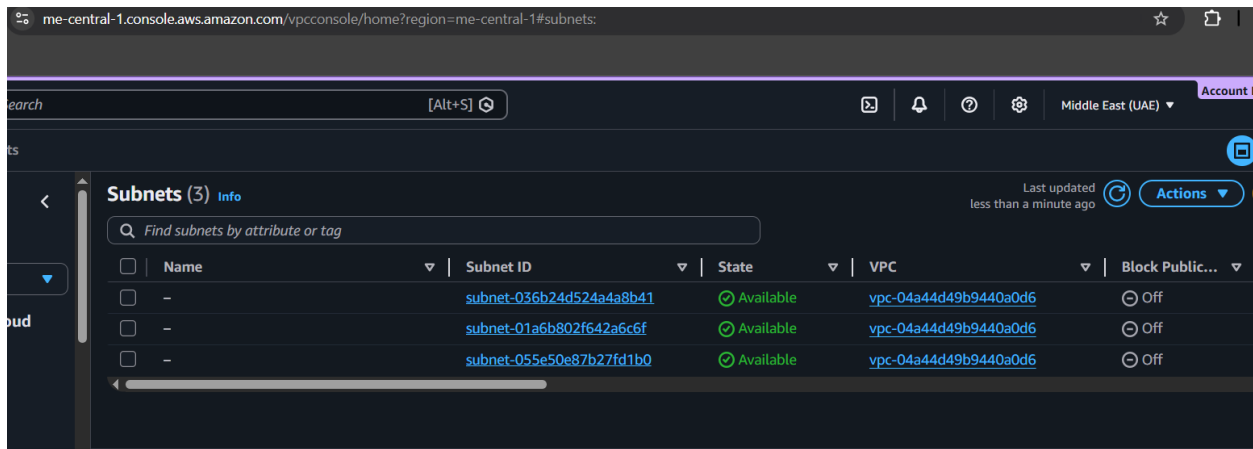 me-central-1.console.aws.amazon.com/vpcconsole/home?region=me-central-1#subnets:
Search [Alt+S] Middle East (UAE) Account
ts
Subnets (3) Info Last updated less than a minute ago Actions
Find subnets by attribute or tag
Name Subnet ID State VPC Block Public...
– subnet-036b24d524a4a8b41 Available vpc-04a44d49b9440a0d6 Off
oud – subnet-01a6b802f642a6c6f Available vpc-04a44d49b9440a0d6 Off
– subnet-055e50e87b27fd1b0 Available vpc-04a44d49b9440a0d6 Off